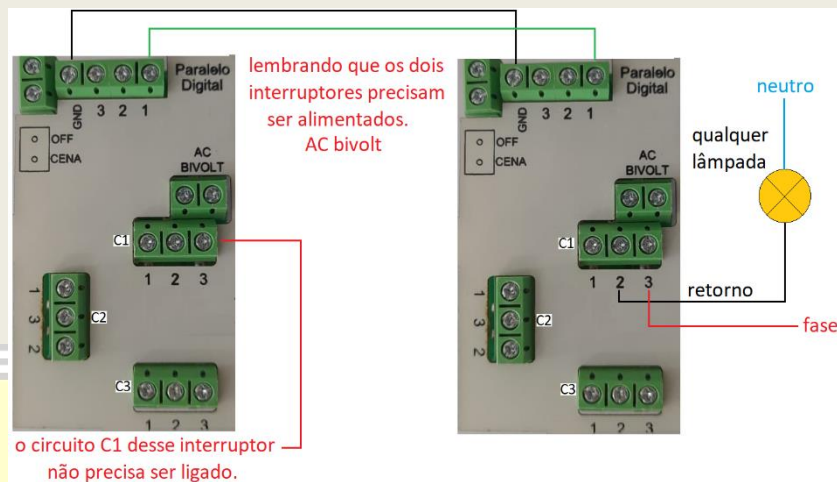 Paralelo
Digital
GND 3 2 1
OFF
CENA
AC
BIVOLT
C1
1 2 3
1
3
2
C2
C3
1 2 3
lembrando que os dois
interruptores precisam
ser alimentados.
AC bivolt
o circuito C1 desse interruptor
não precisa ser ligado.
Paralelo
Digital
GND 3 2 1
OFF
CENA
AC
BIVOLT
C1
1 2 3
1
3
2
C2
C3
1 2 3
neutro
qualquer
lâmpada
retorno
fase